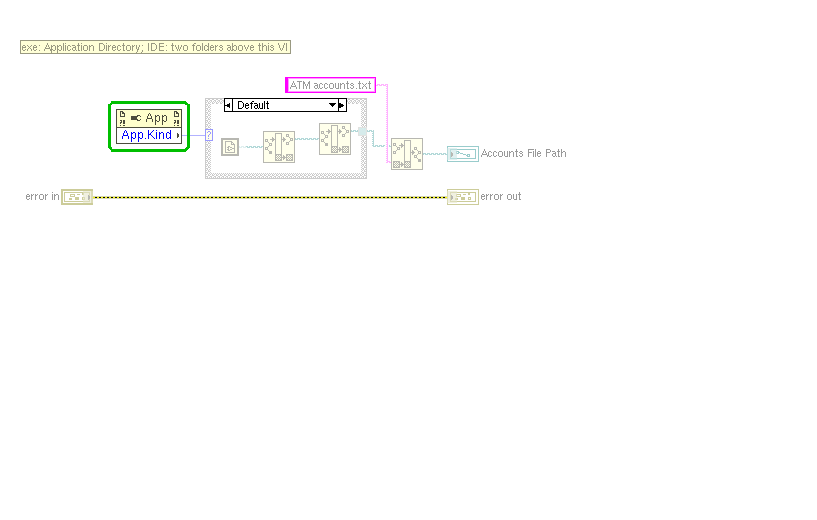 exe: Application Directory; IDE: two folders above this VI
ATM accounts.txt
Default
App
App.Kind
?
Accounts File Path
error in
error out